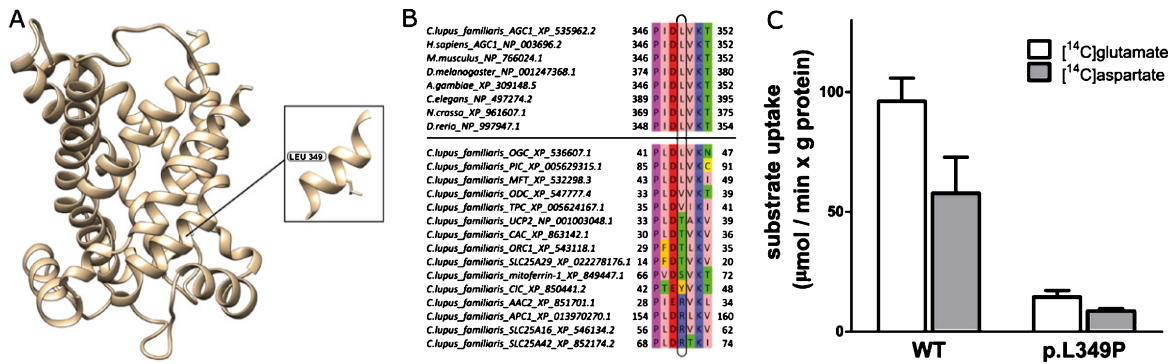 A
LEU 349
B
C.lupus_familiaris_AGC1_XP_535962.2 346 P I D L V K T 352
H.sapiens_AGC1_NP_003696.2 346 P I D L V K T 352
M.musculus_NP_766024.1 346 P I D L V K T 352
D.melanogaster_NP_001247368.1 374 P I D L V K T 380
A.gambiae_XP_309148.5 346 P I D L V K T 352
C.elegans_NP_497274.2 389 P I D L V K T 395
N.crassa_XP_961607.1 369 P I D L V K T 375
D.rerio_NP_997947.1 348 P I D L V K T 354
C.lupus_familiaris_OGC_XP_536607.1 41 P L D L V K N 47
C.lupus_familiaris_PIC_XP_005629315.1 85 P L D L V K C 91
C.lupus_familiaris_MFT_XP_532298.3 43 P L D L V K I 49
C.lupus_familiaris_ODC_XP_547777.4 33 P L D V V K T 39
C.lupus_familiaris_TPC_XP_005624167.1 35 P L D V I K I 41
C.lupus_familiaris_UCP2_NP_001003048.1 33 P L D T A K V 39
C.lupus_familiaris_CAC_XP_863142.1 30 P L D T V K V 36
C.lupus_familiaris_ORC1_XP_543118.1 29 P F D T L K V 35
C.lupus_familiaris_SLC25A29_XP_022278176.1 14 P F D T V K V 20
C.lupus_familiaris_mitoferrin-1_XP_849447.1 66 P V D S V K T 72
C.lupus_familiaris_CIC_XP_850441.2 42 P T E Y V K T 48
C.lupus_familiaris_AAC2_XP_851701.1 28 P I E R V K L 34
C.lupus_familiaris_APC1_XP_013970270.1 154 P L D R L K V 160
C.lupus_familiaris_SLC25A16_XP_546134.2 56 P L D R V K V 62
C.lupus_familiaris_SLC25A42_XP_852174.2 68 P L D R T K I 74
C
substrate uptake
(µmol / min x g protein)
100
50
0
[¹⁴C]glutamate
[¹⁴C]aspartate
WT p.L349P